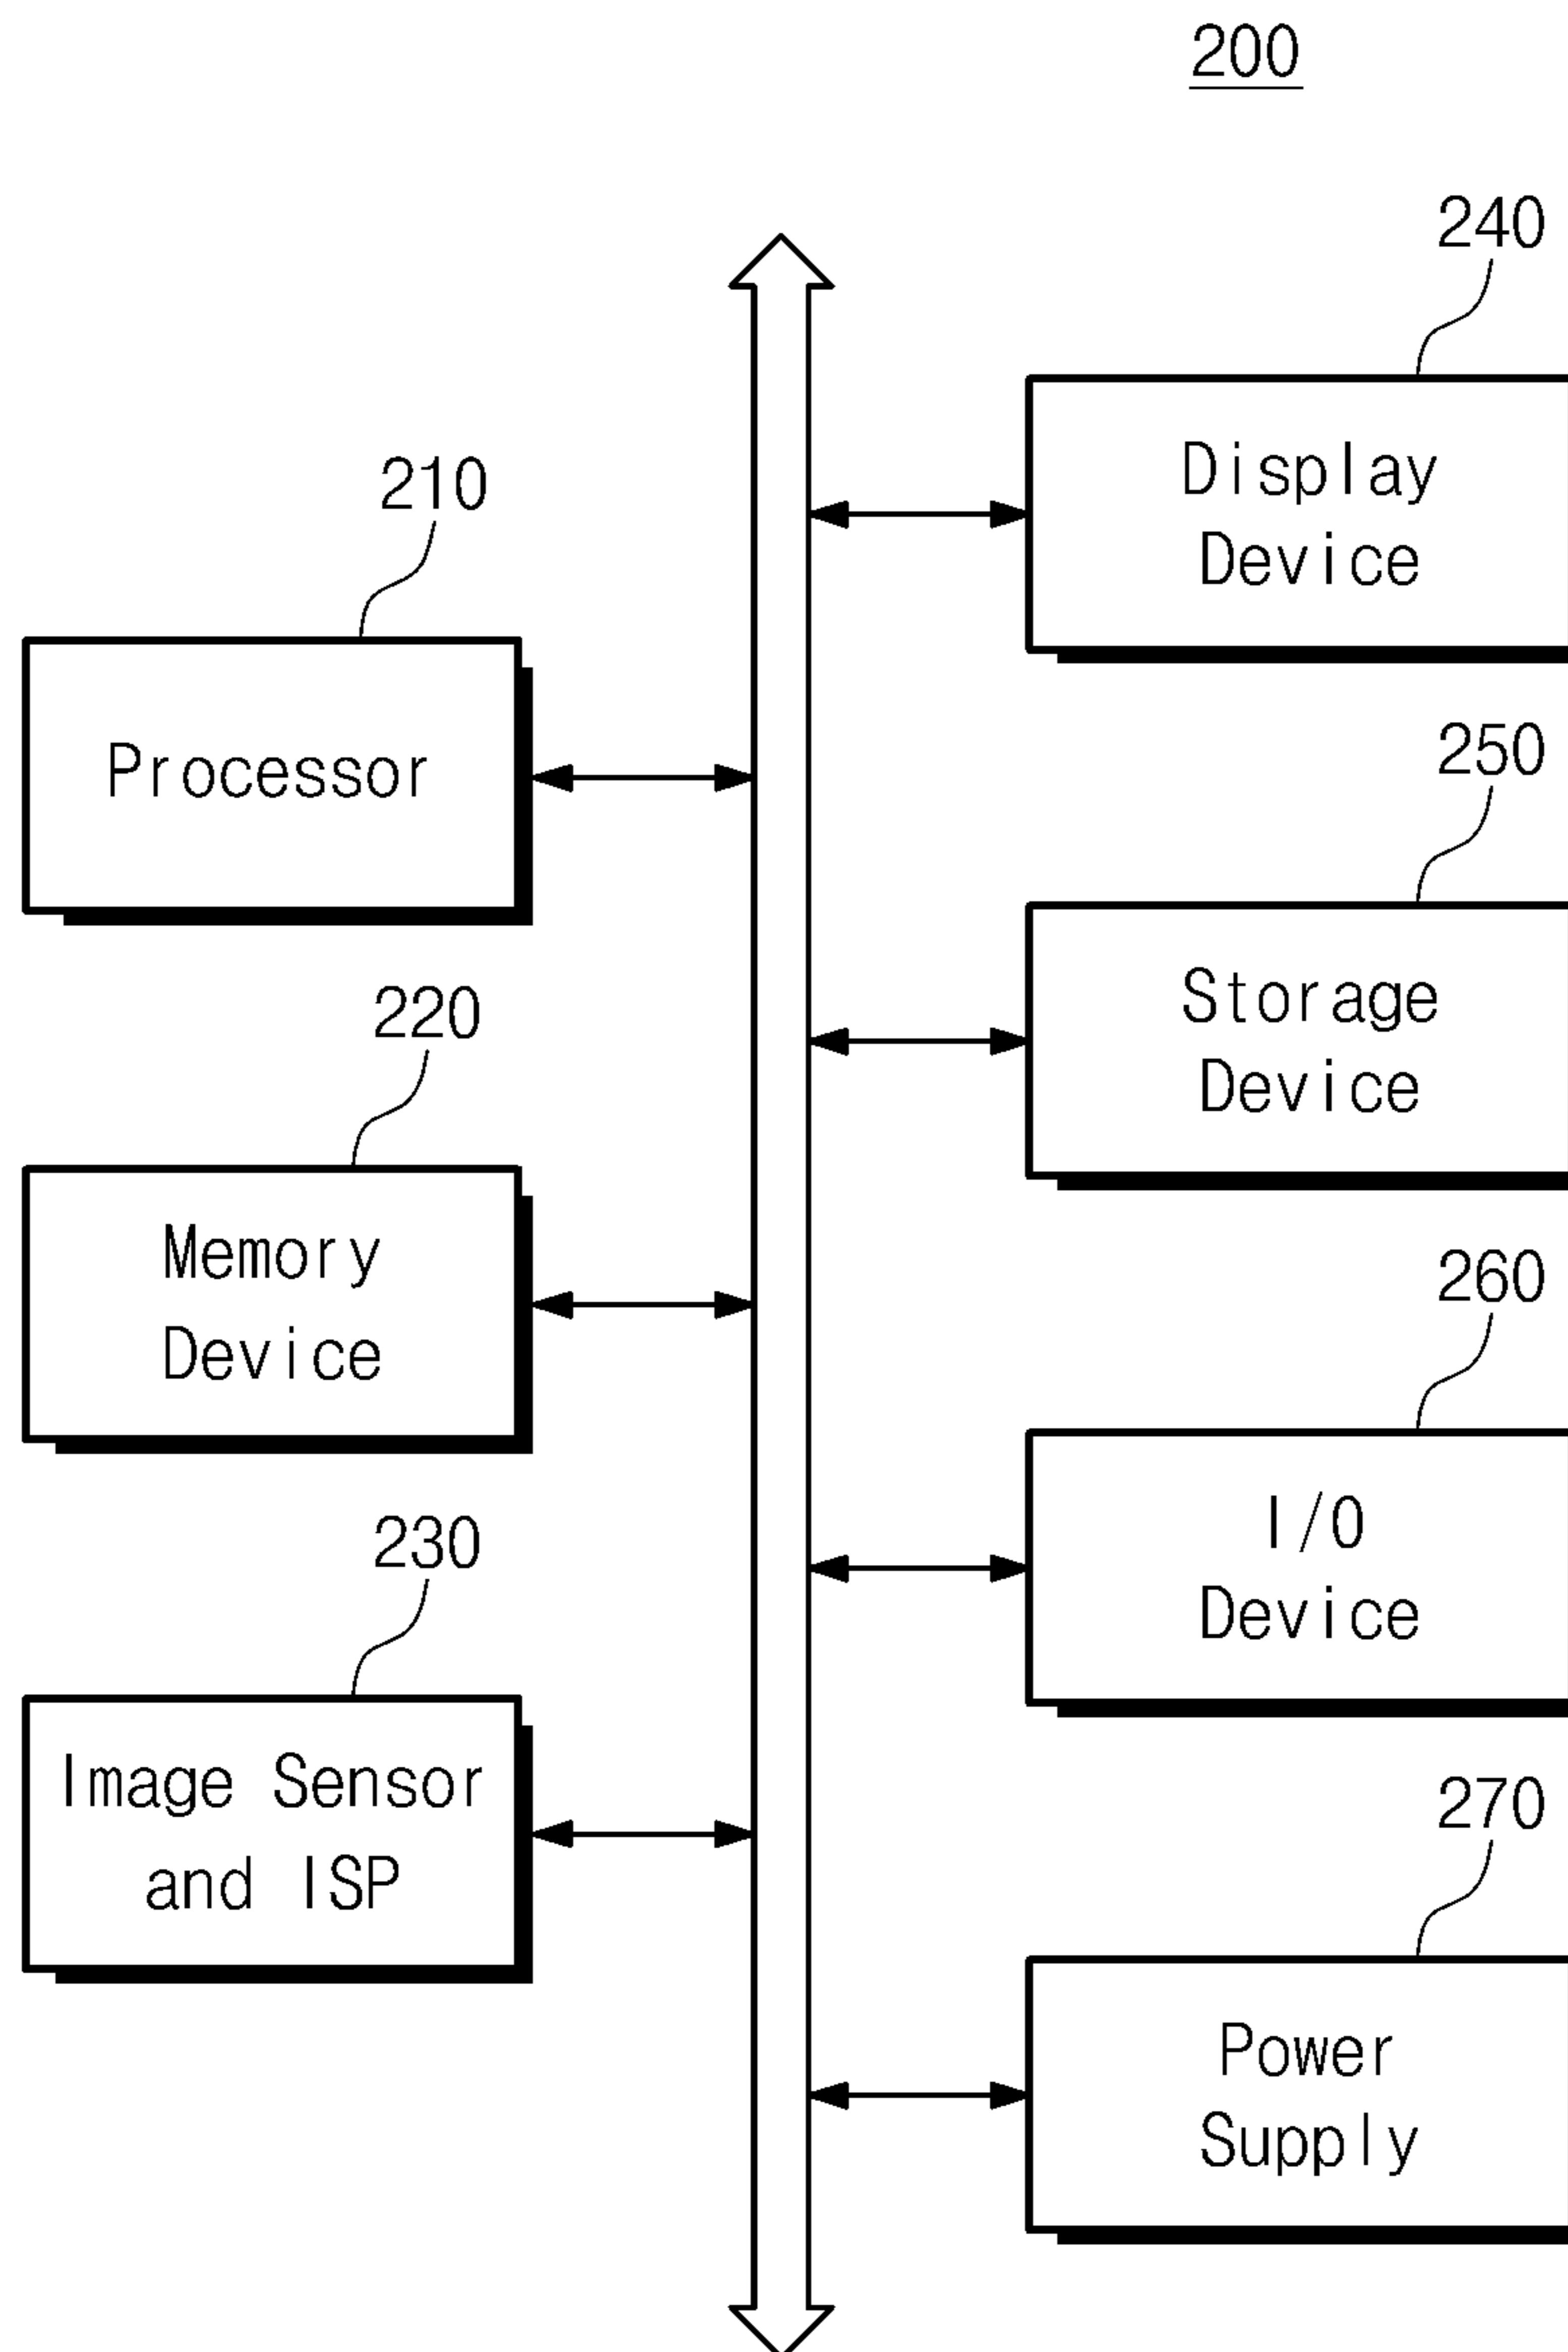 200
240
Display
Device
210
Processor
250
Storage
Device
220
Memory
Device
260
I/O
Device
230
Image Sensor
and ISP
270
Power
Supply